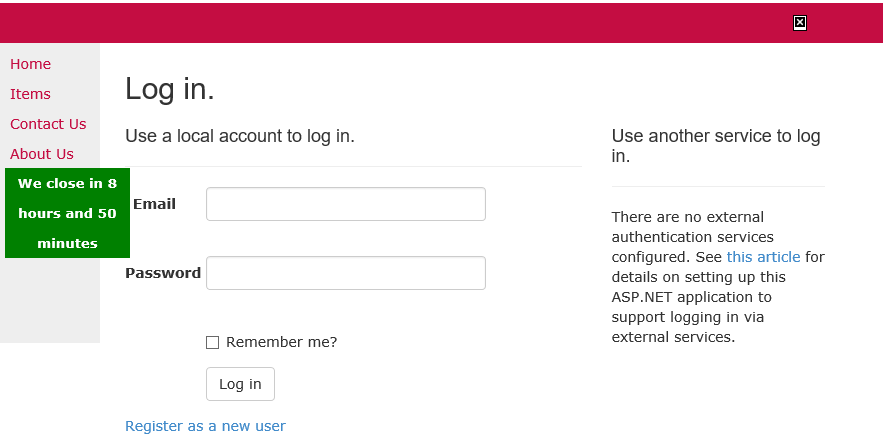 Home
Items
Contact Us
About Us
We close in 8
hours and 50
minutes
Log in.
Use a local account to log in.
Email
Password
Remember me?
Log in
Register as a new user
Use another service to log
in.
There are no external
authentication services
configured. See this article for
details on setting up this
ASP.NET application to
support logging in via
external services.